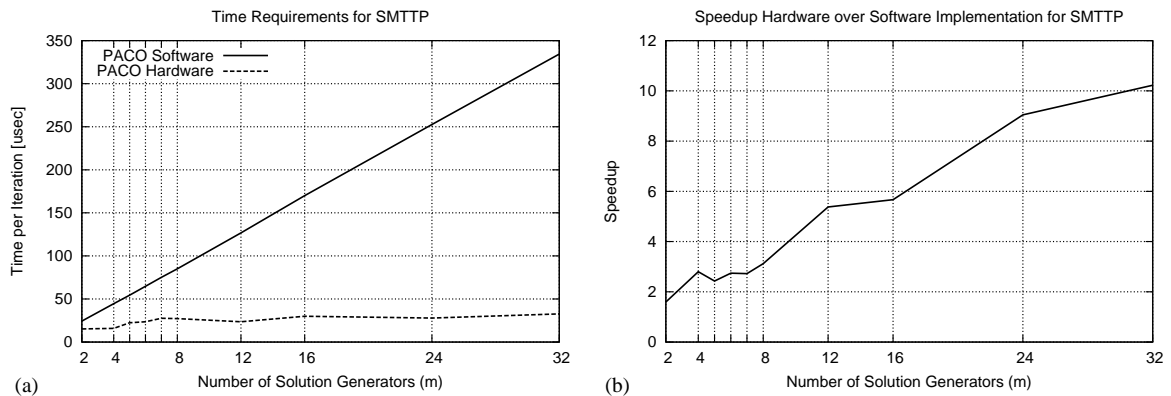 Time Requirements for SMTTP
350
300
250
200
150
100
50
0
Time per Iteration [usec]
PACO Software
PACO Hardware
2 4 8 12 16 24 32
Number of Solution Generators (m)
(a)
Speedup Hardware over Software Implementation for SMTTP
12
10
8
6
4
2
0
Speedup
2 4 8 12 16 24 32
Number of Solution Generators (m)
(b)